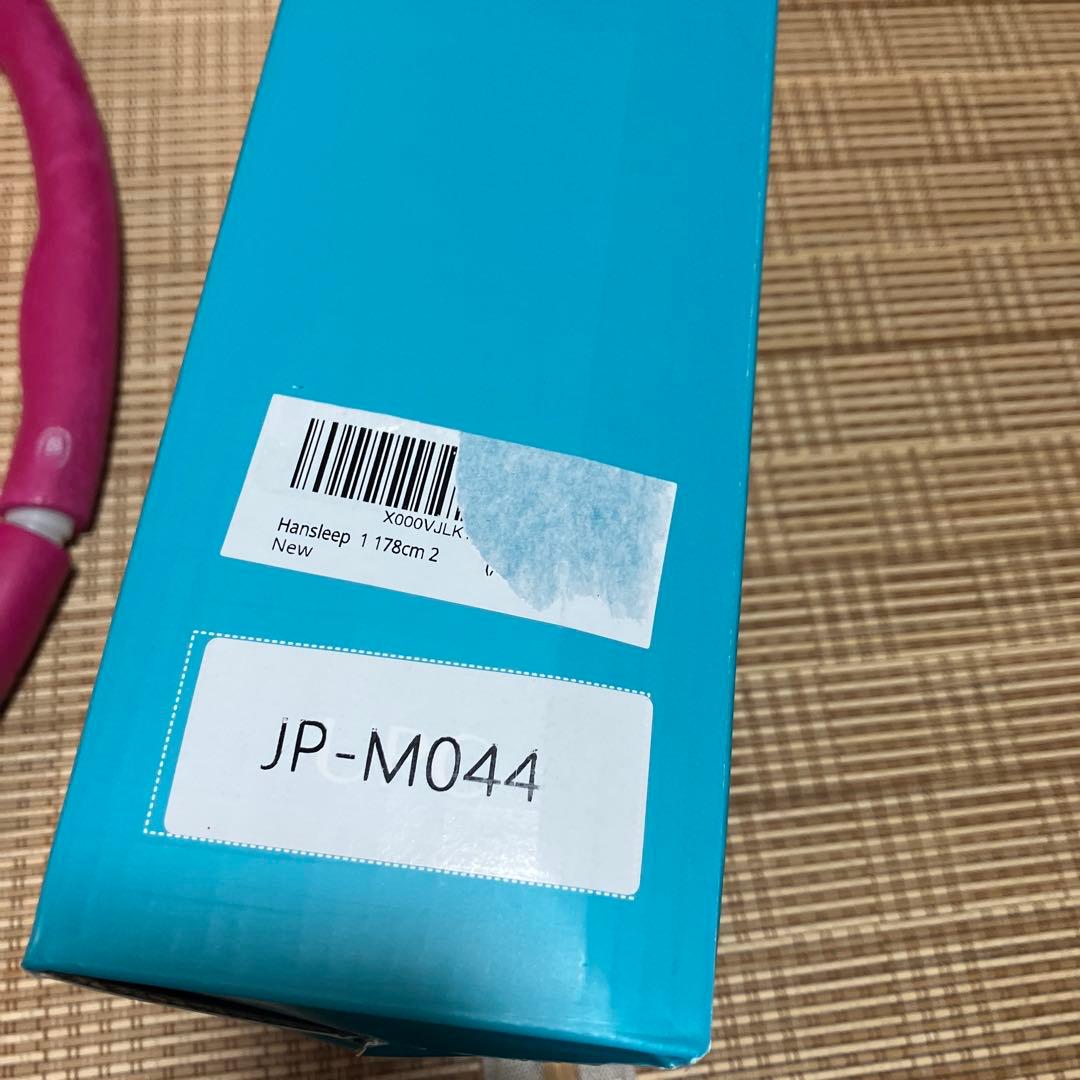 X000VJLK
Hansleep 1 178cm 2
New
JP-M044